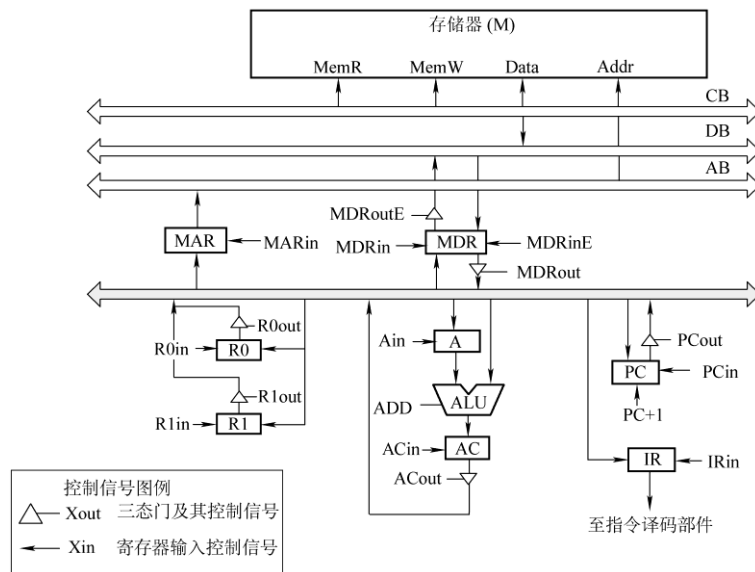 存储器 (M)
MemR MemW Data Addr
CB
DB
AB
MDRoutE
MAR MARin MDRin MDR MDRinE
MDRout
R0out
R0in R0
Ain A
PCout
PC PCin
R1out
ADD ALU
PC+1
R1in R1
ACin AC
IR IRin
ACout
控制信号图例
Xout 三态门及其控制信号
Xin 寄存器输入控制信号
至指令译码部件